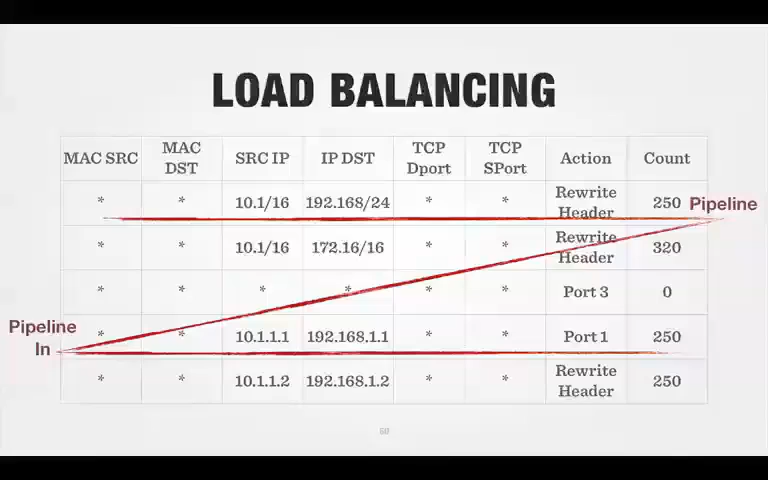 LOAD BALANCING
MAC SRC MAC DST SRC IP IP DST TCP Dport TCP SPort Action Count
* * 10.1/16 192.168/24 * * Rewrite Header 250 Pipeline
* * 10.1/16 172.16/16 * * Rewrite Header 320
* * * * * * Port 3 0
Pipeline In
* * 10.1.1.1 192.168.1.1 * * Port 1 250
* * 10.1.1.2 192.168.1.2 * * Rewrite Header 250